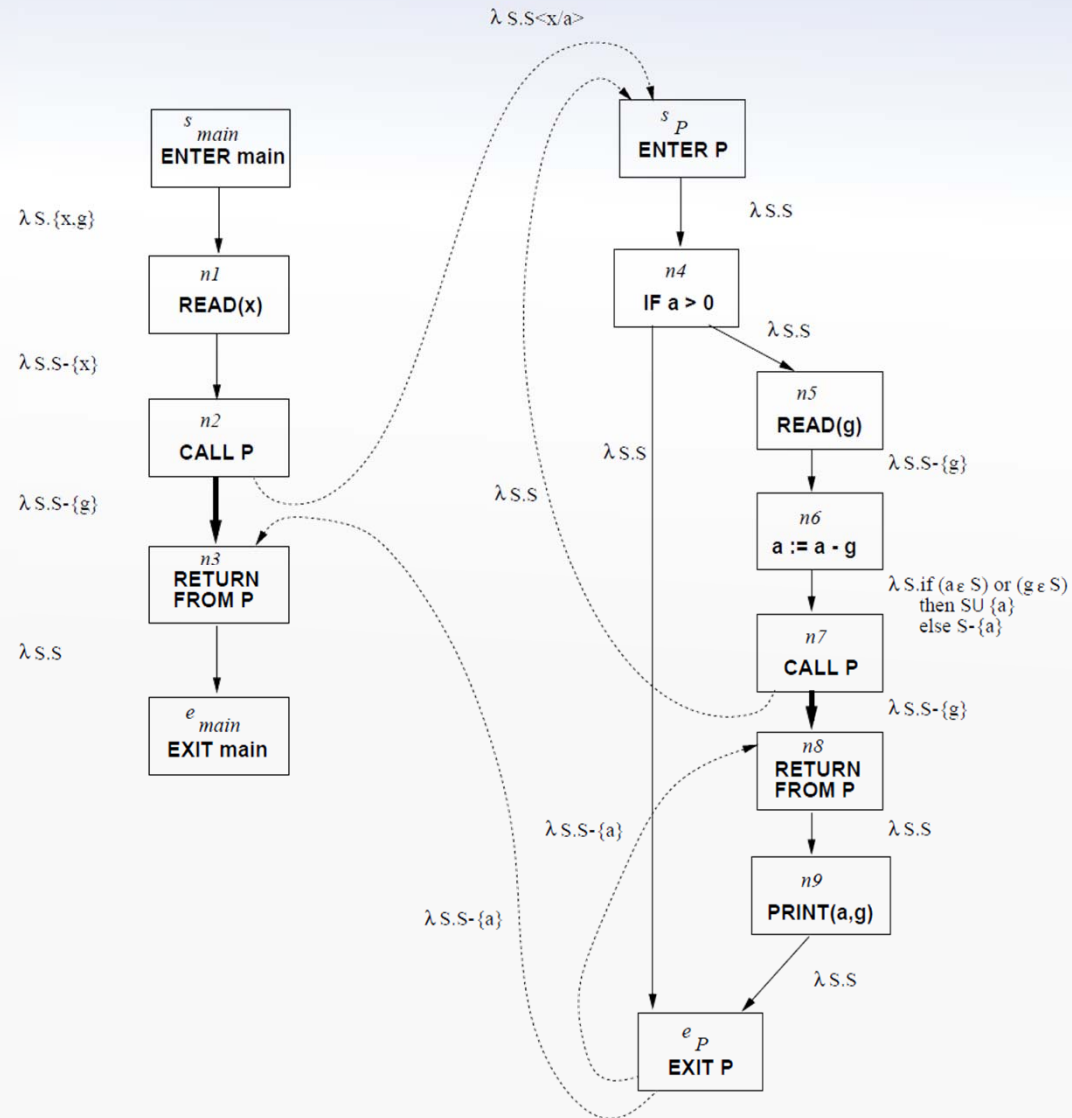 λ S.S<x/a>
s main
ENTER main
λ S.{x,g}
n1
READ(x)
λ S.S-{x}
n2
CALL P
λ S.S-{g}
n3
RETURN
FROM P
λ S.S
e main
EXIT main
s P
ENTER P
λ S.S
n4
IF a > 0
λ S.S
n5
READ(g)
λ S.S
λ S.S
λ S.S-{g}
n6
a := a - g
λ S.if (a ε S) or (g ε S)
then SU {a}
else S-{a}
n7
CALL P
λ S.S-{g}
n8
RETURN
FROM P
λ S.S-{a}
λ S.S
n9
PRINT(a,g)
λ S.S-{a}
λ S.S
e P
EXIT P